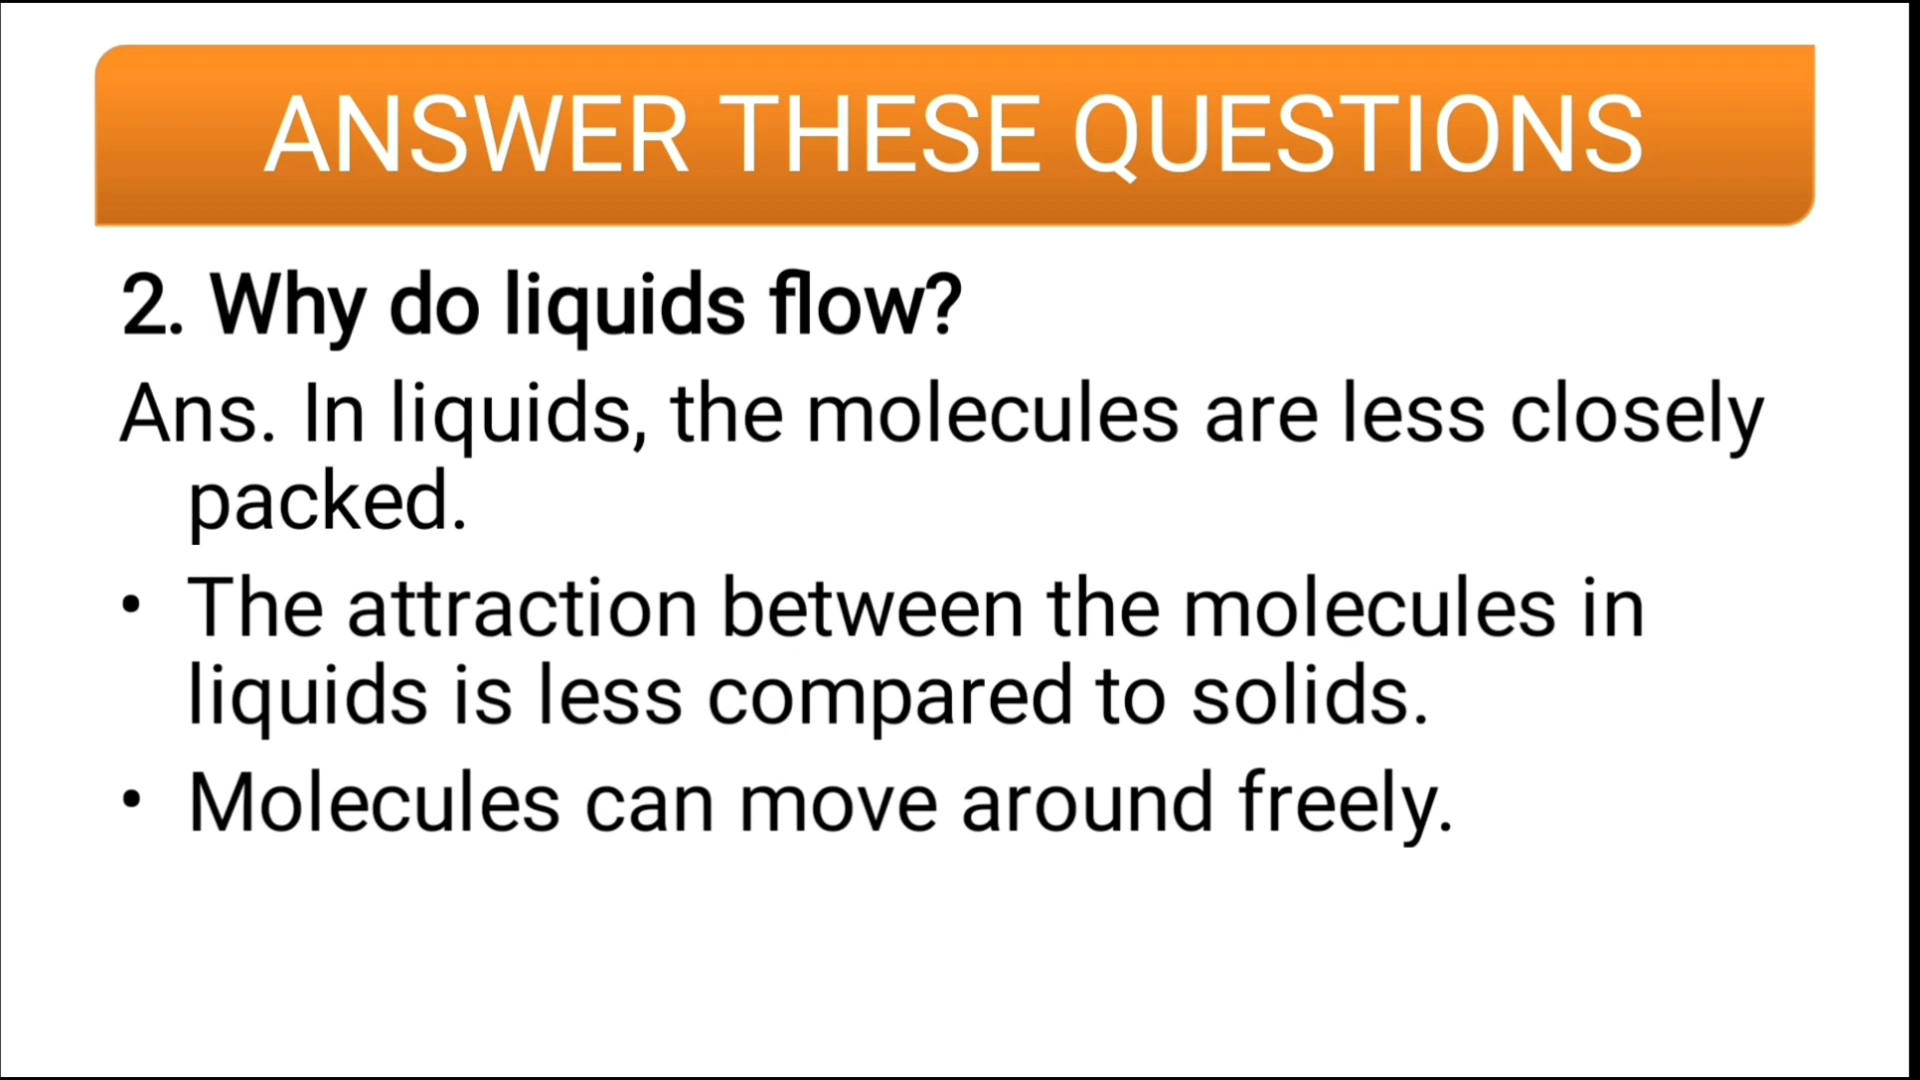 ANSWER THESE QUESTIONS
2. Why do liquids flow?
Ans. In liquids, the molecules are less closely
packed.
• The attraction between the molecules in
liquids is less compared to solids.
• Molecules can move around freely.